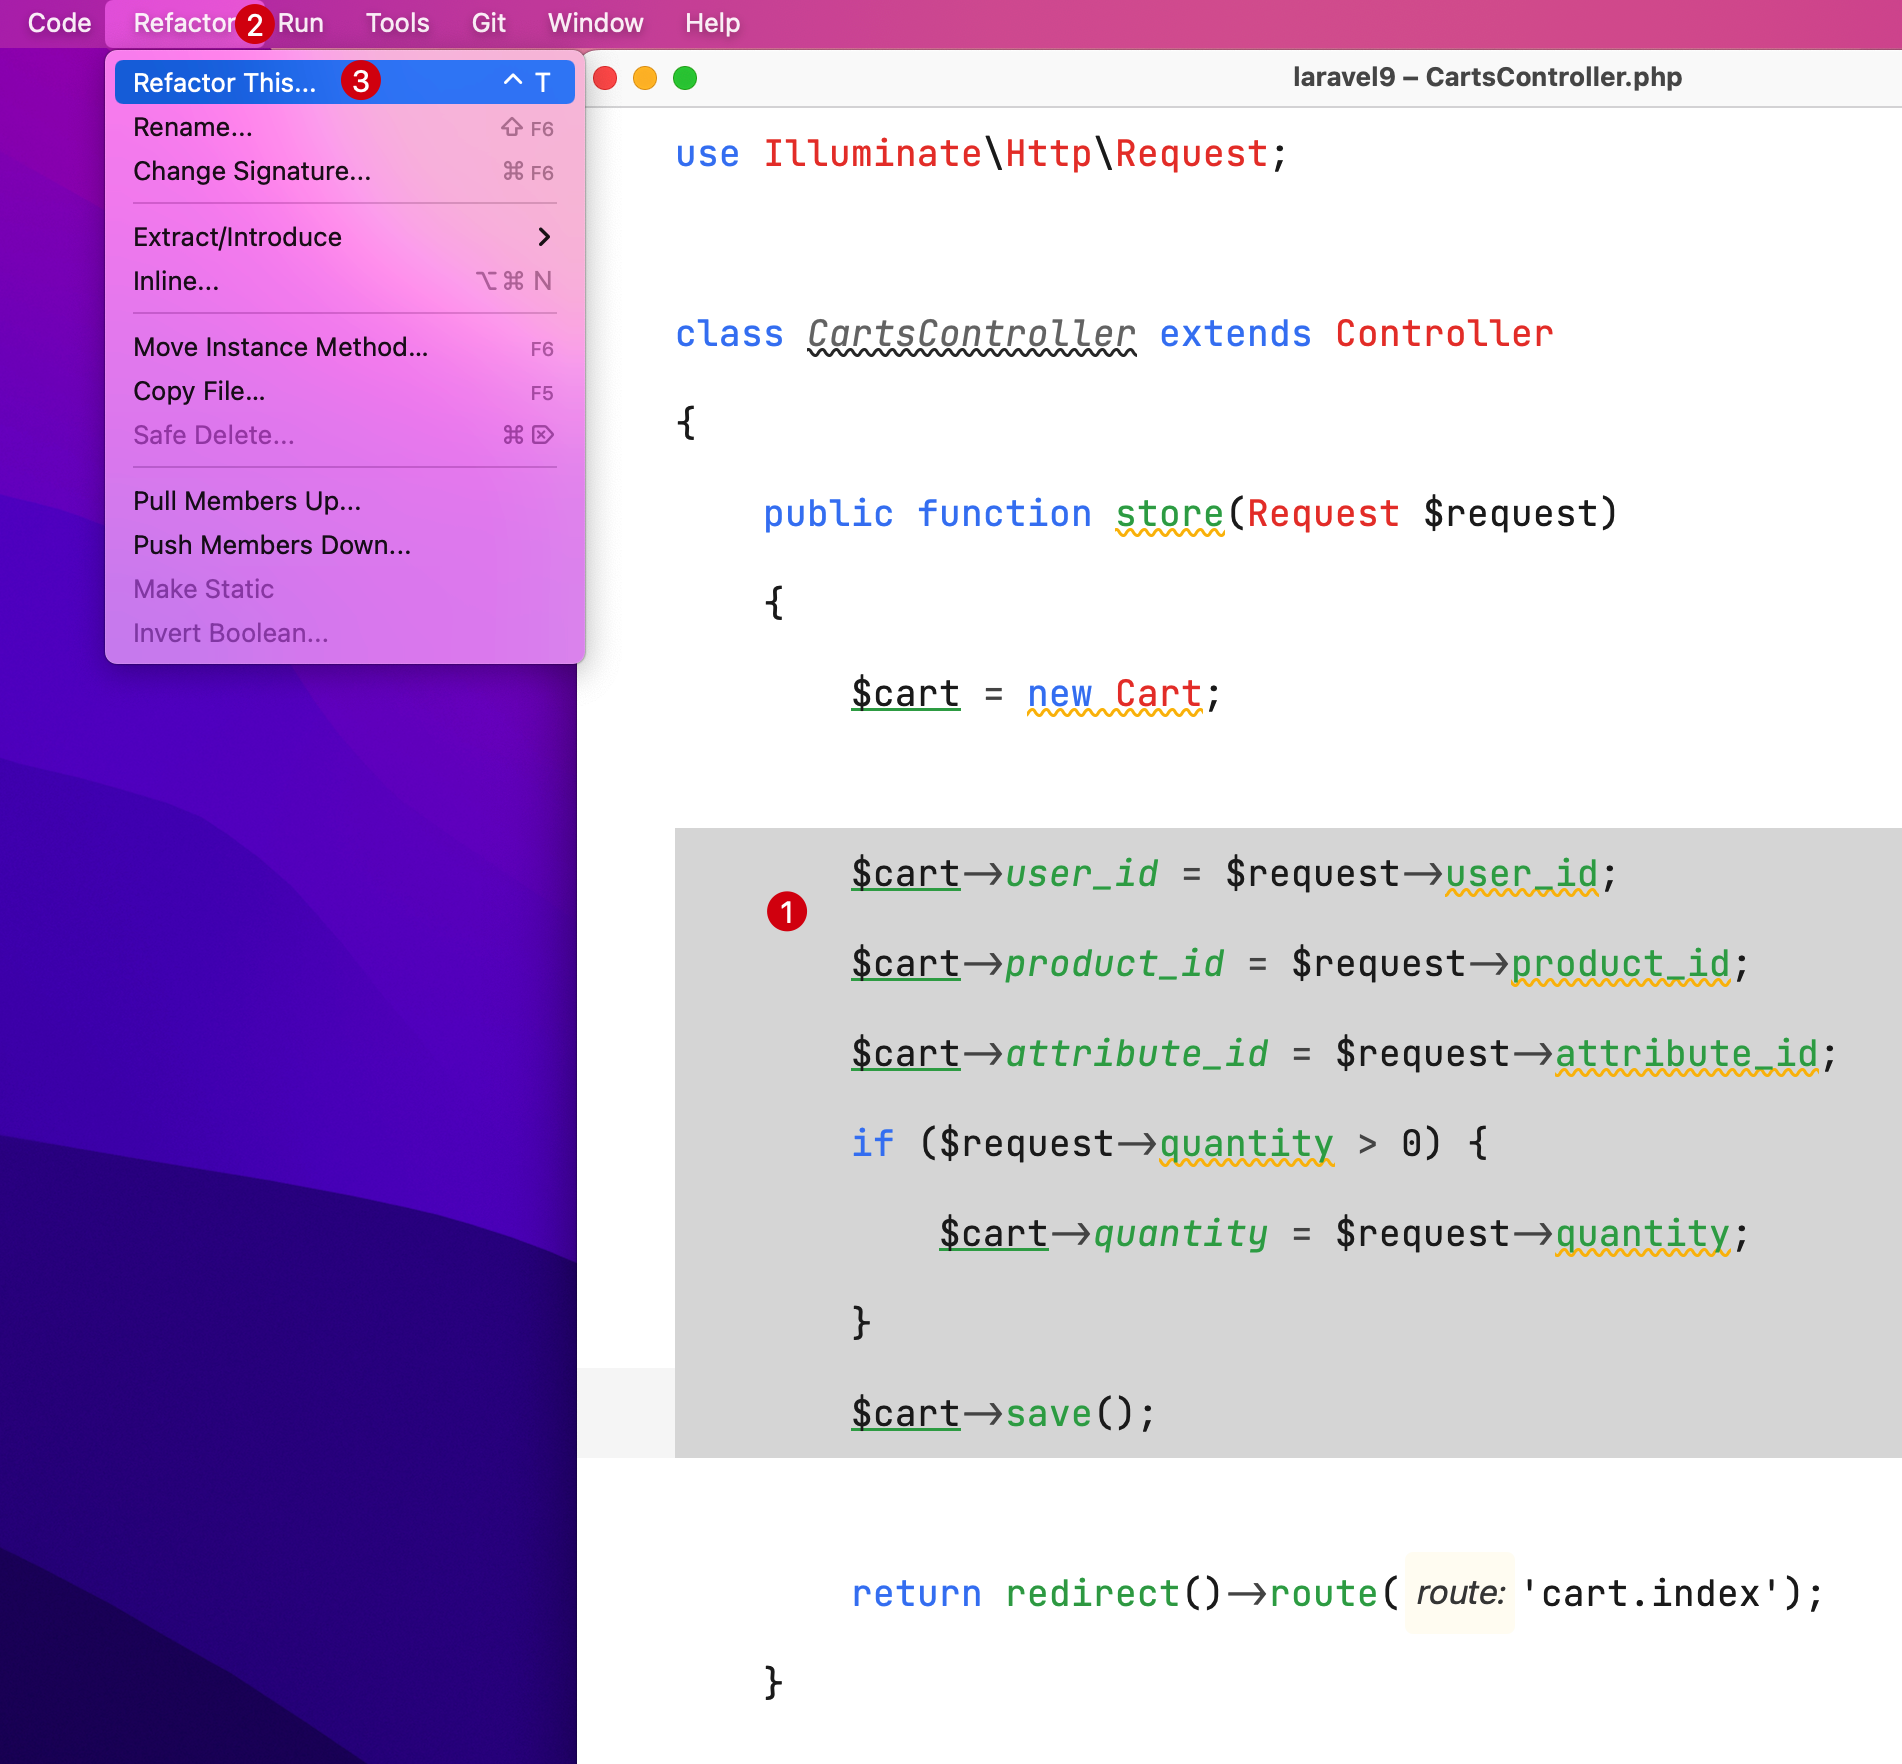 Code Refactor 2 Run Tools Git Window Help
Refactor This... 3 ^ T
Rename... ⇧ F6
Change Signature... ⌘ F6
Extract/Introduce >
Inline... ⌥⌘ N
Move Instance Method... F6
Copy File... F5
Safe Delete... ⌘⌦
Pull Members Up...
Push Members Down...
Make Static
Invert Boolean...
laravel9 – CartsController.php
use Illuminate\Http\Request;
class CartsController extends Controller
{
public function store(Request $request)
{
$cart = new Cart;
$cart→user_id = $request→user_id;
1
$cart→product_id = $request→product_id;
$cart→attribute_id = $request→attribute_id;
if ($request→quantity > 0) {
$cart→quantity = $request→quantity;
}
$cart→save();
return redirect()→route( route: 'cart.index');
}